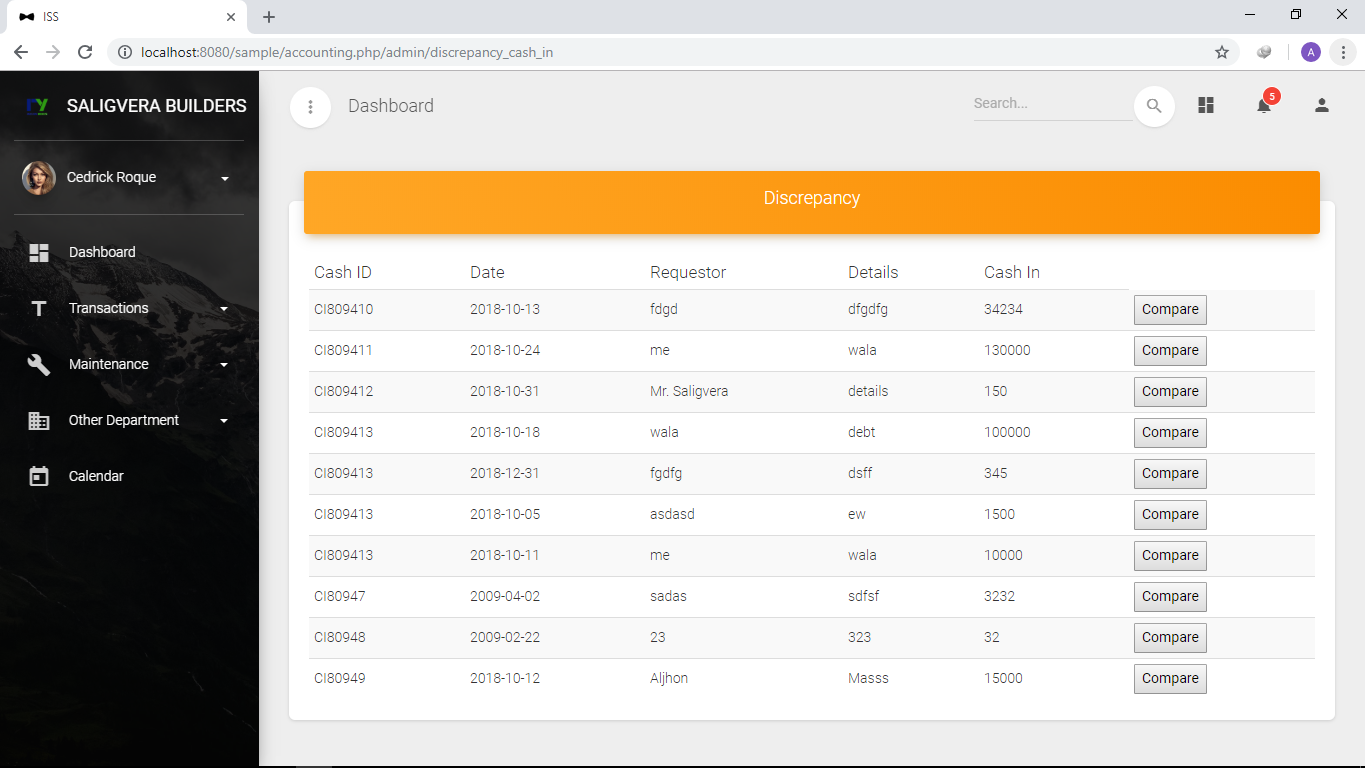 ISS
localhost:8080/sample/accounting.php/admin/discrepancy_cash_in
A
SALIGVERA BUILDERS
Cedrick Roque
Dashboard
Transactions
Maintenance
Other Department
Calendar
Dashboard
Search...
5
Discrepancy
Cash ID Date Requestor Details Cash In
CI809410 2018-10-13 fdgd dfgdfg 34234 Compare
CI809411 2018-10-24 me wala 130000 Compare
CI809412 2018-10-31 Mr. Saligvera details 150 Compare
CI809413 2018-10-18 wala debt 100000 Compare
CI809413 2018-12-31 fgdfg dsff 345 Compare
CI809413 2018-10-05 asdasd ew 1500 Compare
CI809413 2018-10-11 me wala 10000 Compare
CI80947 2009-04-02 sadas sdfsf 3232 Compare
CI80948 2009-02-22 23 323 32 Compare
CI80949 2018-10-12 Aljhon Masss 15000 Compare